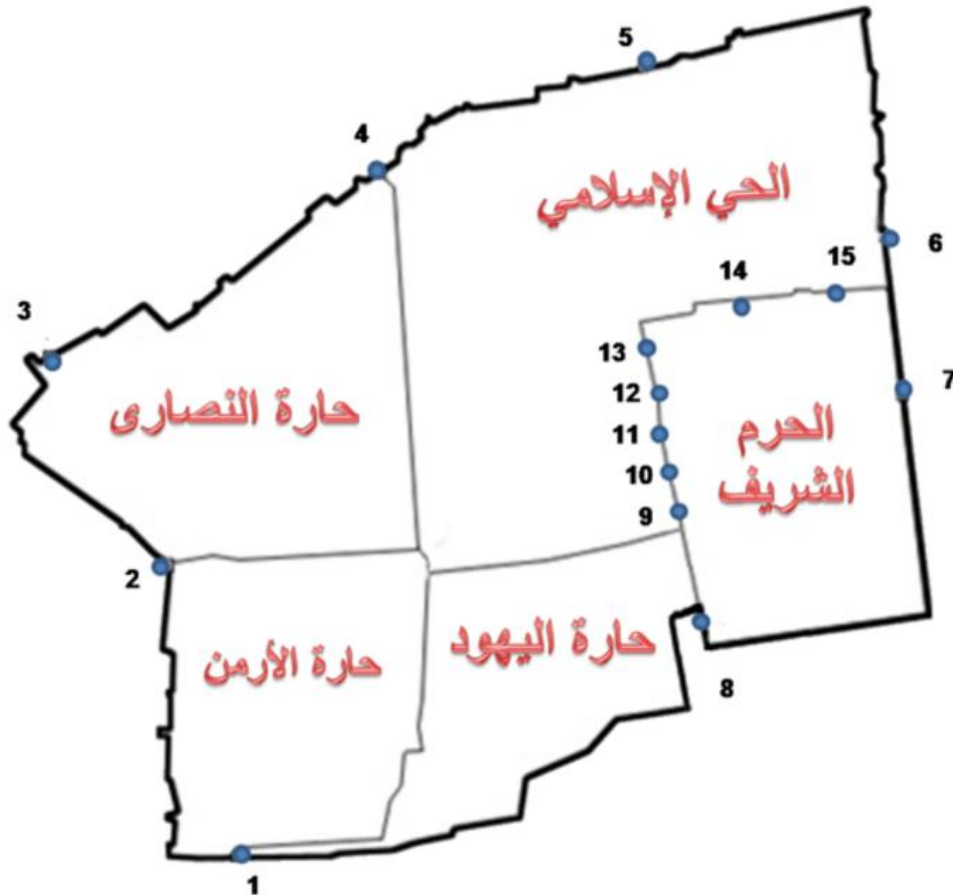 5
4
الحي الإسلامي
6
14
15
3
13
7
12
حارة النصارى
الحرم
الشريف
11
10
9
2
حارة اليهود
حارة الأرمن
8
1